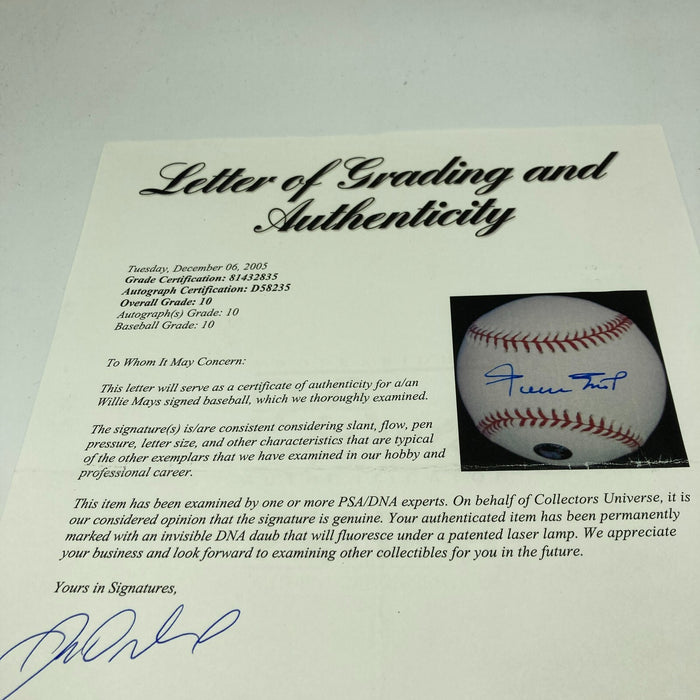 Letter of Grading and
Authenticity
Tuesday, December 06, 2005
Grade Certification: 81432835
Autograph Certification: D58235
Overall Grade: 10
Autograph(s) Grade: 10
Baseball Grade: 10
To Whom It May Concern:
This letter will serve as a certificate of authenticity for a/an
Willie Mays signed baseball, which we thoroughly examined.
The signature(s) is/are consistent considering slant, flow, pen
pressure, letter size, and other characteristics that are typical
of the other exemplars that we have examined in our hobby and
professional career.
Willie Mays
This item has been examined by one or more PSA/DNA experts. On behalf of Collectors Universe, it is
our considered opinion that the signature is genuine. Your authenticated item has been permanently
marked with an invisible DNA daub that will fluoresce under a patented laser lamp. We appreciate
your business and look forward to examining other collectibles for you in the future.
Yours in Signatures,